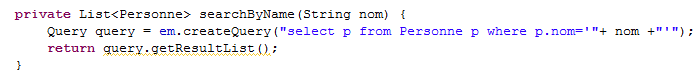 private List<Personne> searchByName(String nom) {
Query query = em.createQuery("select p from Personne p where p.nom='"+ nom +"'");
return query.getResultList();
}